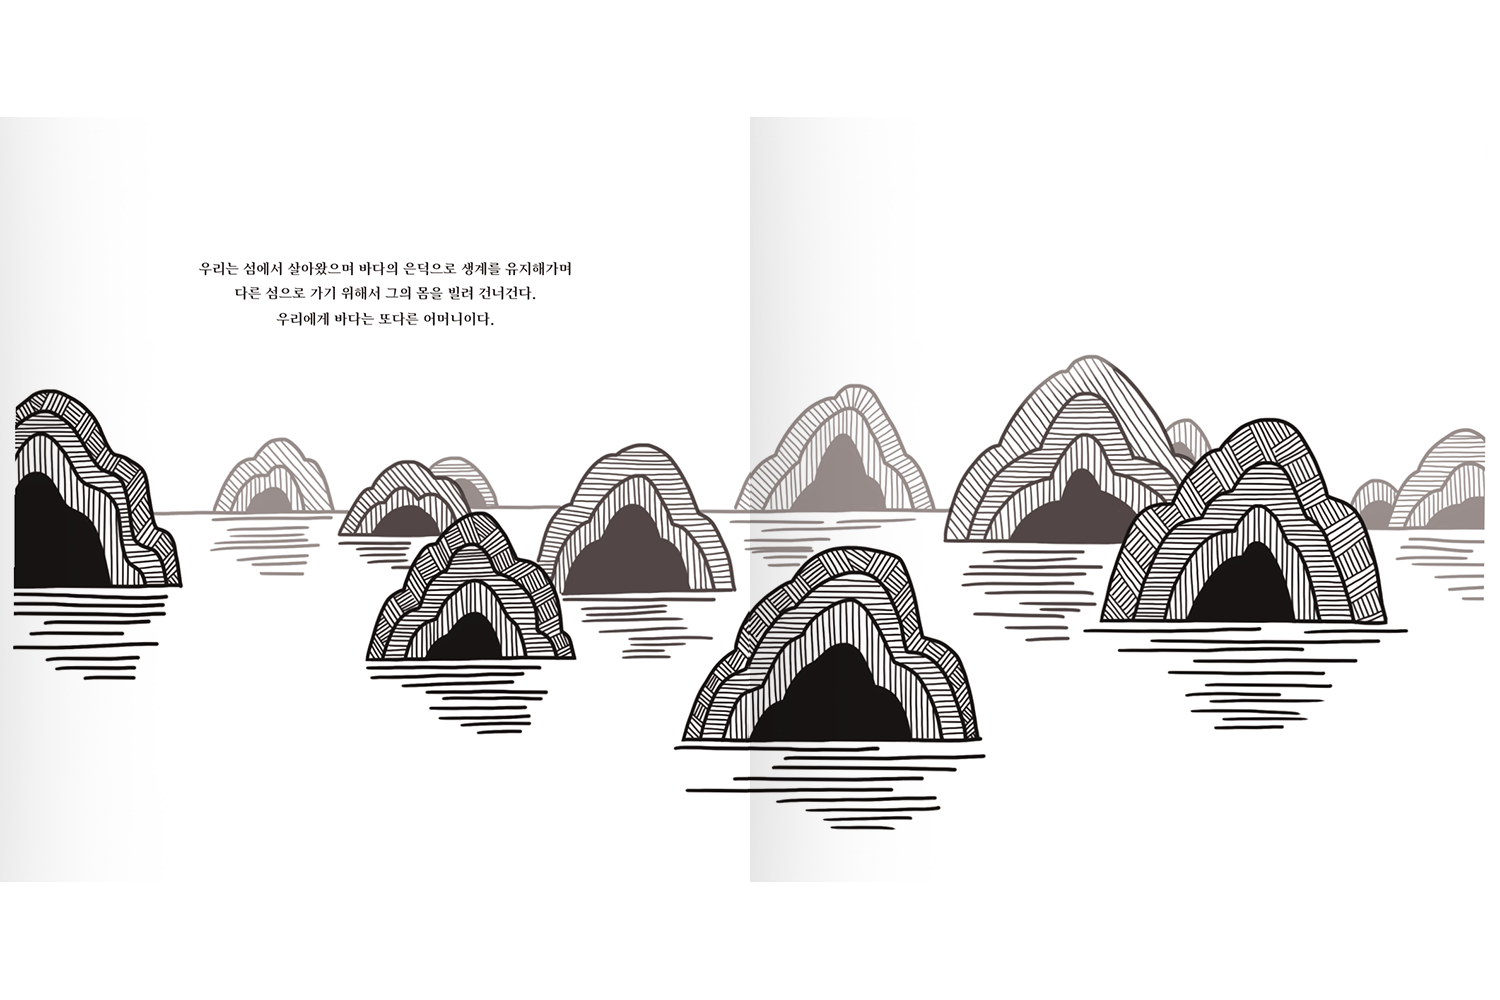 우리는 섬에서 살아왔으며 바다의 은덕으로 생계를 유지해가며
다른 섬으로 가기 위해서 그의 몸을 빌려 건너건다.
우리에게 바다는 또다른 어머니이다.